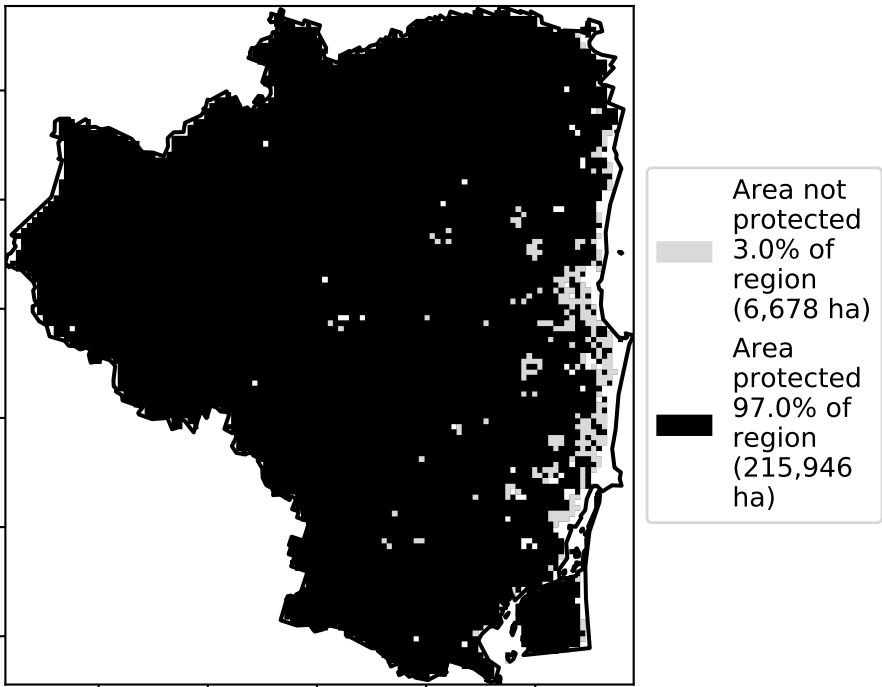 Area not
protected
3.0% of
region
(6,678 ha)
Area
protected
97.0% of
region
(215,946
ha)